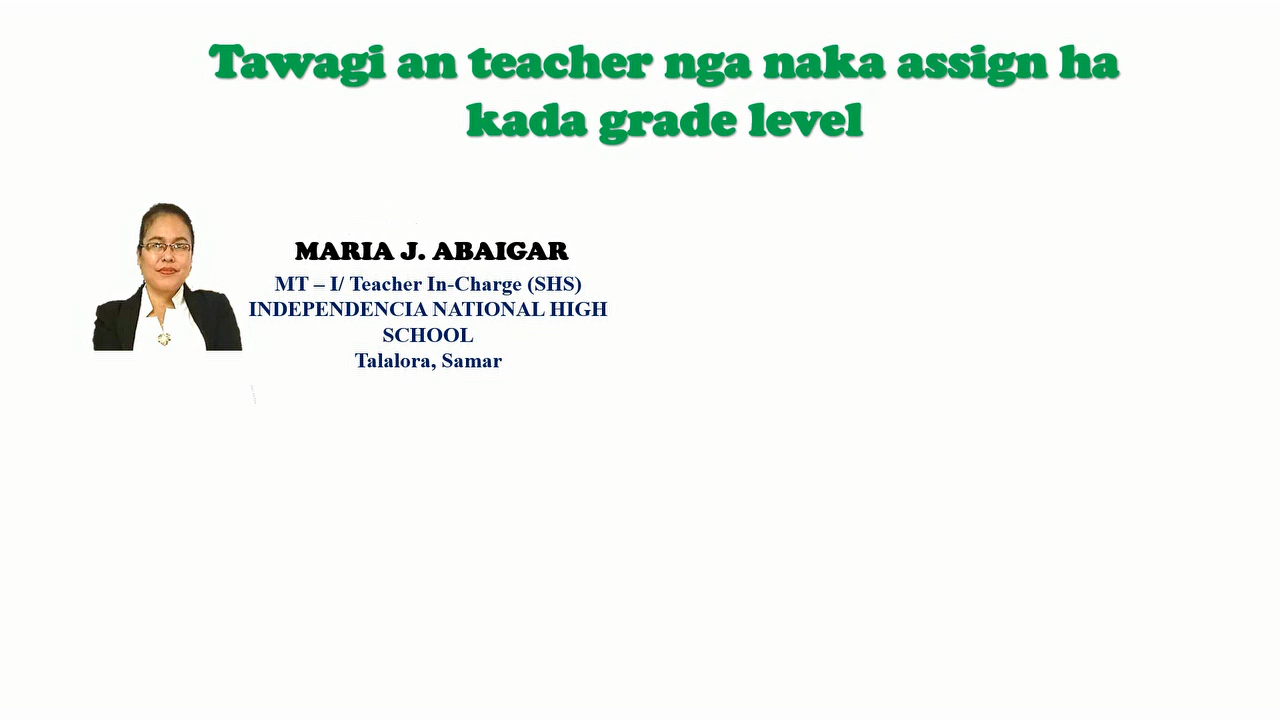 Tawagi an teacher nga naka assign ha
kada grade level
MARIA J. ABAIGAR
MT – I/ Teacher In-Charge (SHS)
INDEPENDENCIA NATIONAL HIGH
SCHOOL
Talalora, Samar